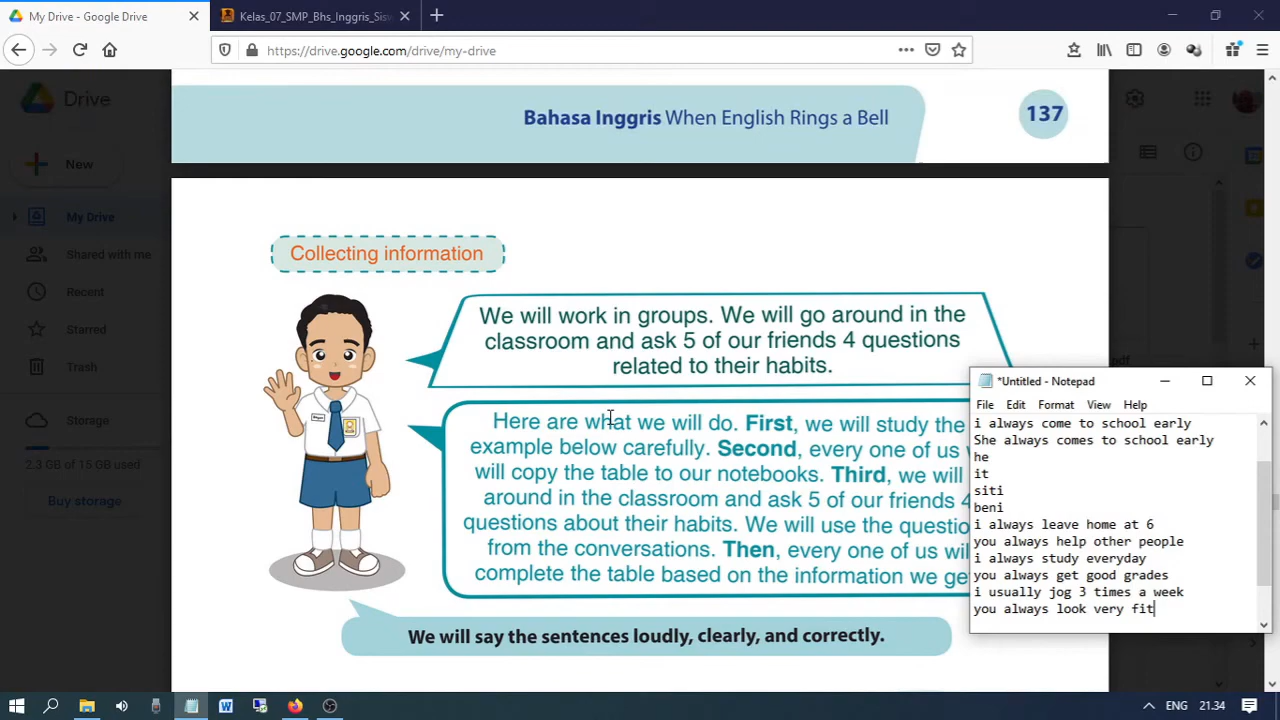 My Drive - Google Drive
Kelas_07_SMP_Bhs_Inggris_Sisw
https://drive.google.com/drive/my-drive
Drive
New
My Drive
Shared with me
Recent
Starred
Trash
Storage
2.3 GB of 15 GB used
Buy storage
Bahasa Inggris When English Rings a Bell
137
Collecting information
We will work in groups. We will go around in the
classroom and ask 5 of our friends 4 questions
related to their habits.
Here are what we will do. First, we will study the
example below carefully. Second, every one of us
will copy the table to our notebooks. Third, we will
around in the classroom and ask 5 of our friends 4
questions about their habits. We will use the questio
from the conversations. Then, every one of us wil
complete the table based on the information we ge
We will say the sentences loudly, clearly, and correctly.
*Untitled - Notepad
File Edit Format View Help
i always come to school early
She always comes to school early
he
it
siti
beni
i always leave home at 6
you always help other people
i always study everyday
you always get good grades
i usually jog 3 times a week
you always look very fit
ENG 21.34